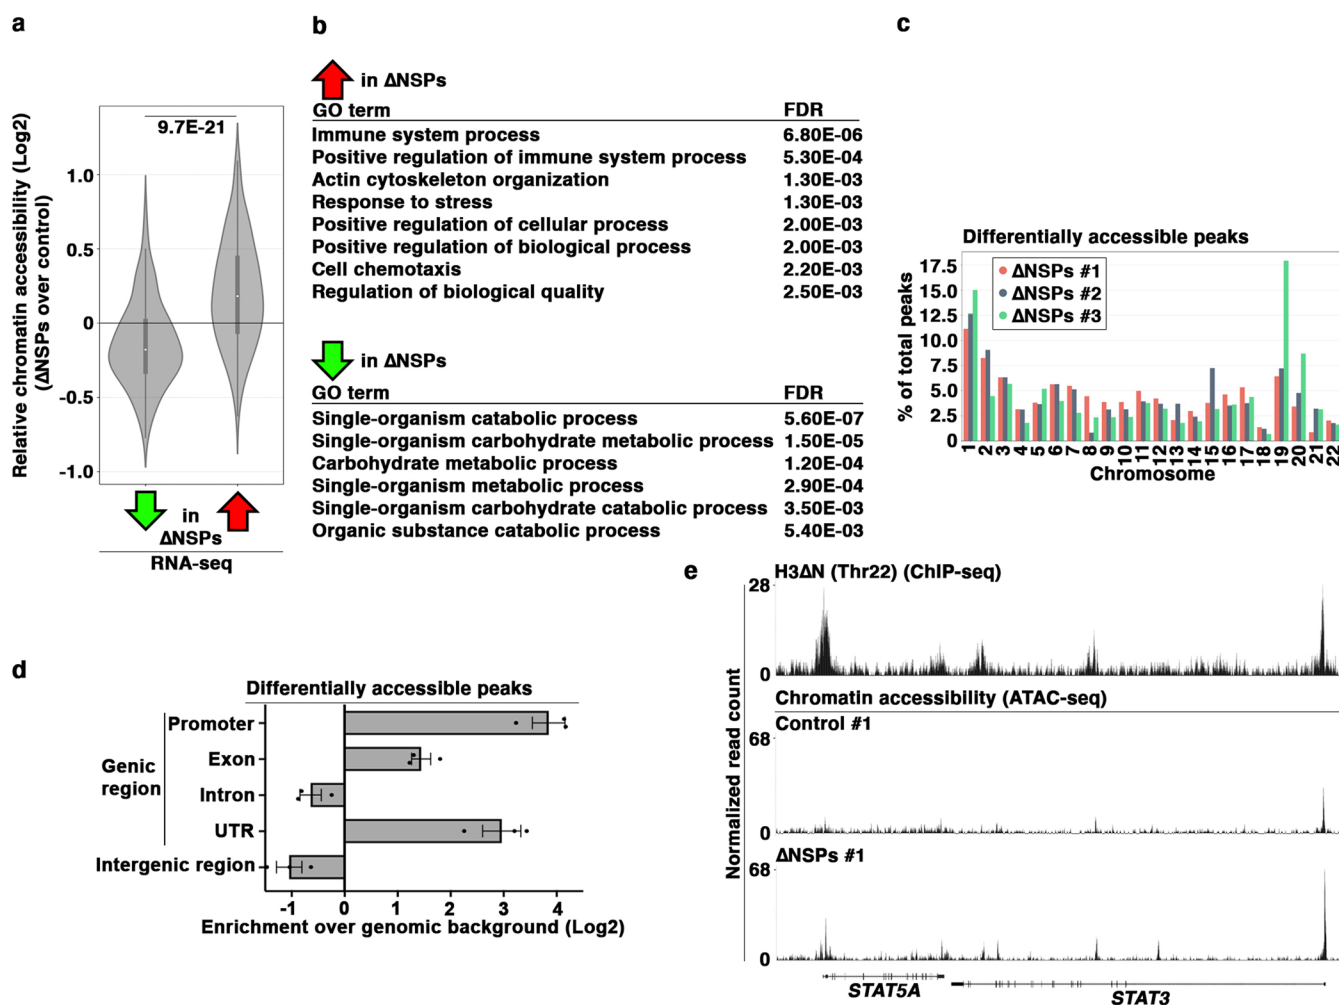 a
Relative chromatin accessibility (Log2)
(ΔNSPs over control)
9.7E-21
1.0
0.5
0
-0.5
-1.0
in
ΔNSPs
RNA-seq
b
in ΔNSPs
GO term FDR
Immune system process 6.80E-06
Positive regulation of immune system process 5.30E-04
Actin cytoskeleton organization 1.30E-03
Response to stress 1.30E-03
Positive regulation of cellular process 2.00E-03
Positive regulation of biological process 2.00E-03
Cell chemotaxis 2.20E-03
Regulation of biological quality 2.50E-03
in ΔNSPs
GO term FDR
Single-organism catabolic process 5.60E-07
Single-organism carbohydrate metabolic process 1.50E-05
Carbohydrate metabolic process 1.20E-04
Single-organism metabolic process 2.90E-04
Single-organism carbohydrate catabolic process 3.50E-03
Organic substance catabolic process 5.40E-03
c
Differentially accessible peaks
% of total peaks
17.5
15.0
12.5
10.0
7.5
5.0
2.5
0
ΔNSPs #1
ΔNSPs #2
ΔNSPs #3
1 2 3 4 5 6 7 8 9 10 11 12 13 14 15 16 17 18 19 20 21 22
Chromosome
d
Differentially accessible peaks
Genic
region
Promoter
Exon
Intron
UTR
Intergenic region
-1 0 1 2 3 4
Enrichment over genomic background (Log2)
e
H3ΔN (Thr22) (ChIP-seq)
28
0
Normalized read count
Chromatin accessibility (ATAC-seq)
Control #1
68
0
ΔNSPs #1
68
0
STAT5A
STAT3